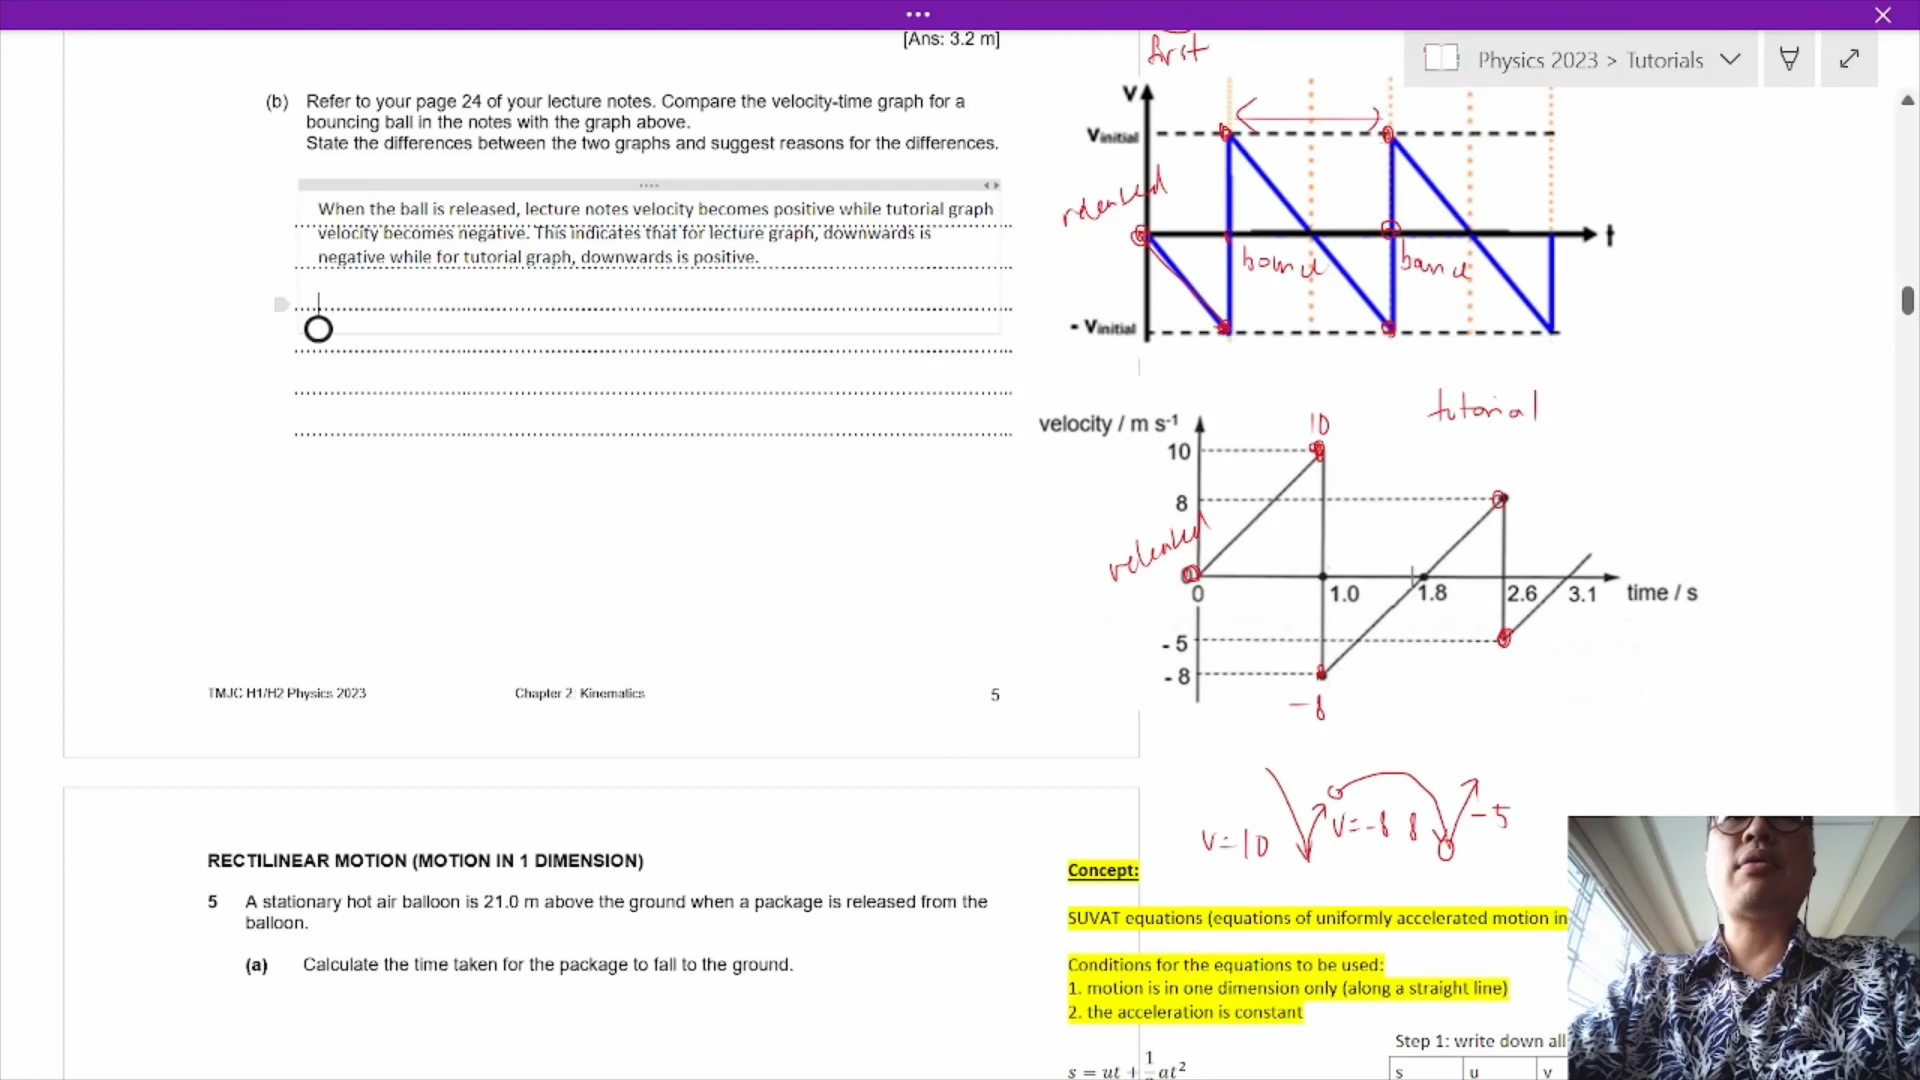 [Ans: 3.2 m]
first
Physics 2023 > Tutorials
(b) Refer to your page 24 of your lecture notes. Compare the velocity-time graph for a
bouncing ball in the notes with the graph above.
State the differences between the two graphs and suggest reasons for the differences.
When the ball is released, lecture notes velocity becomes positive while tutorial graph
velocity becomes negative. This indicates that for lecture graph, downwards is
negative while for tutorial graph, downwards is positive.
v
Vinitial
released
t
bounce
bounce
- Vinitial
tutorial
velocity / m s-1
10
10
8
released
0
1.0
1.8
2.6
3.1
time / s
- 5
- 8
-8
TMJC H1/H2 Physics 2023
Chapter 2: Kinematics
5
v=10
v=-8
8
-5
RECTILINEAR MOTION (MOTION IN 1 DIMENSION)
5 A stationary hot air balloon is 21.0 m above the ground when a package is released from the
balloon.
(a) Calculate the time taken for the package to fall to the ground.
Concept:
SUVAT equations (equations of uniformly accelerated motion in
Conditions for the equations to be used:
1. motion is in one dimension only (along a straight line)
2. the acceleration is constant
Step 1: write down all
s = ut + 1 at²
s u v